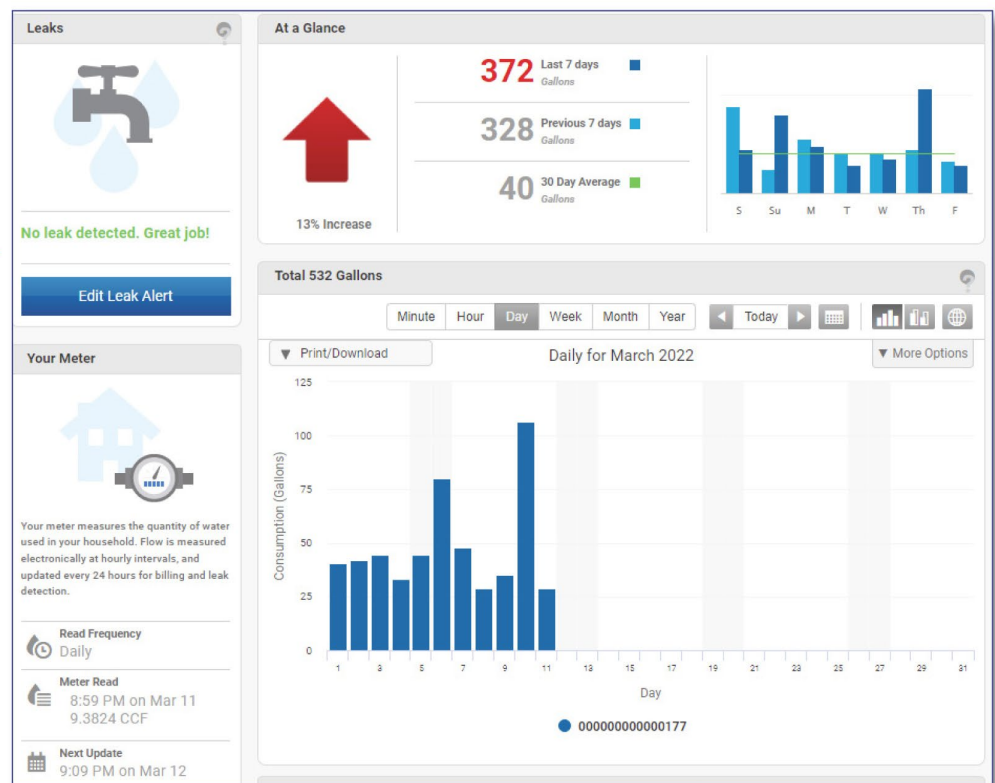 Leaks
No leak detected. Great job!
Edit Leak Alert
Your Meter
Your meter measures the quantity of water
used in your household. Flow is measured
electronically at hourly intervals, and
updated every 24 hours for billing and leak
detection.
Read Frequency
Daily
Meter Read
8:59 PM on Mar 11
9.3824 CCF
Next Update
9:09 PM on Mar 12
At a Glance
13% Increase
372 Last 7 days
Gallons
328 Previous 7 days
Gallons
40 30 Day Average
Gallons
S Su M T W Th F
Total 532 Gallons
Minute Hour Day Week Month Year Today
Print/Download
Daily for March 2022
More Options
Consumption (Gallons)
125
100
75
50
25
0
1 3 5 7 9 11 13 15 17 19 21 23 25 27 29 31
Day
000000000000177